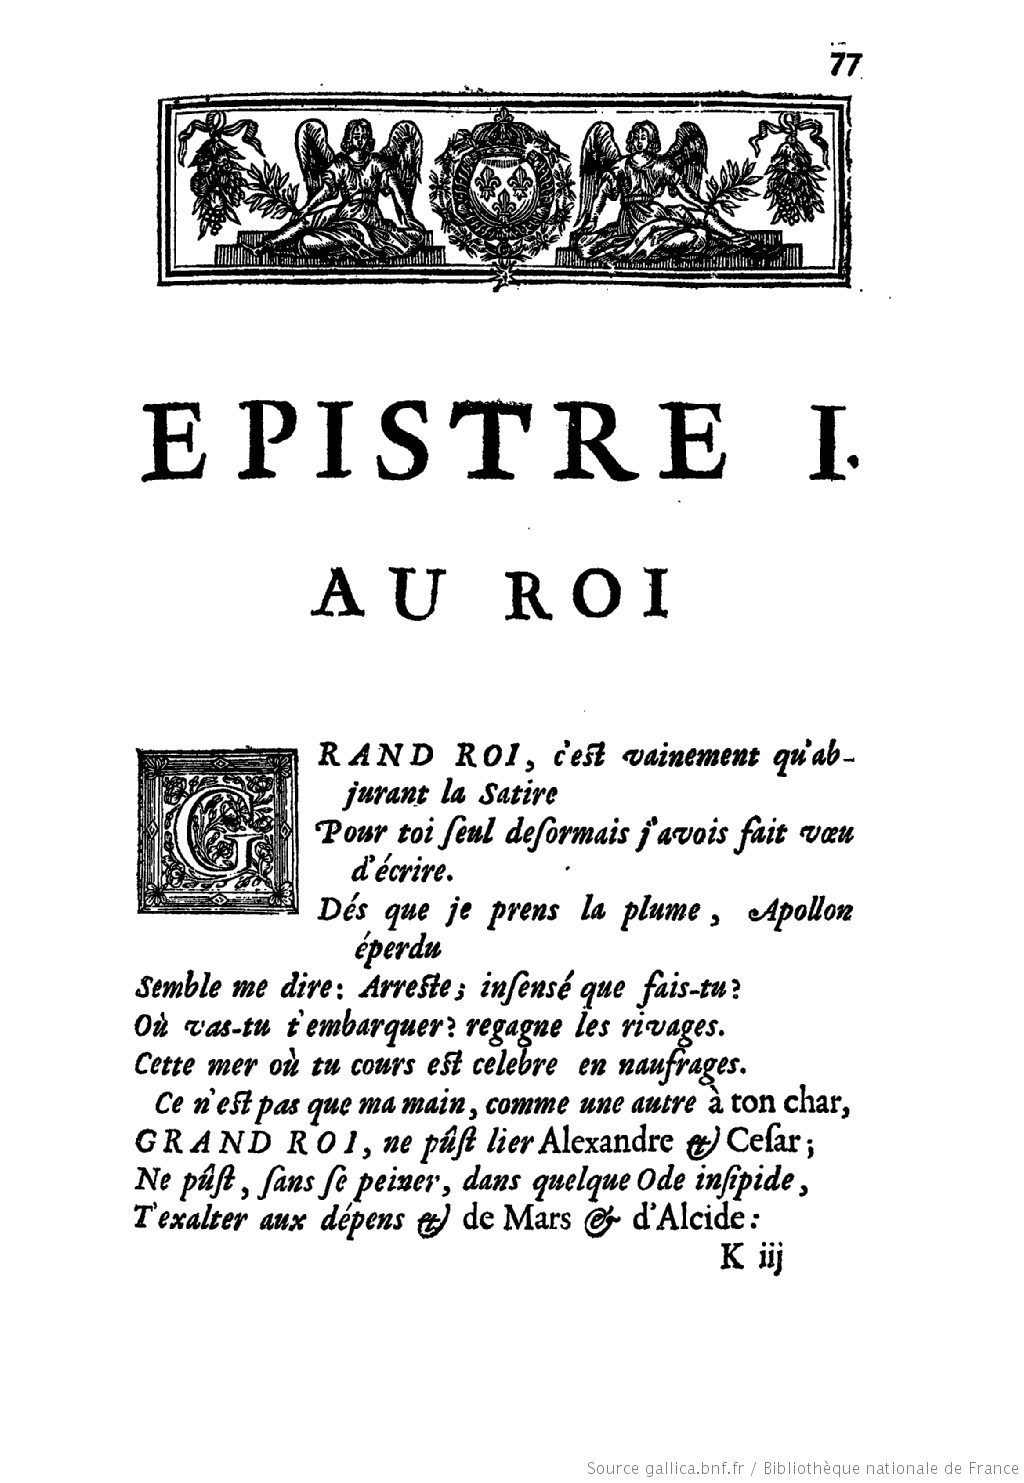 77
EPISTRE I.
AU ROI
GRAND ROI, c'eſt vainement qu'ab-
jurant la Satire
Pour toi ſeul deſormais j'avois fait vœu
d'écrire.
Dés que je prens la plume, Apollon
éperdu
Semble me dire: Arreſte; inſensé que fais-tu?
Où vas-tu t'embarquer? regagne les rivages.
Cette mer où tu cours eſt celebre en naufrages.
Ce n'eſt pas que ma main, comme une autre à ton char,
GRAND ROI, ne pûſt lier Alexandre & Ceſar;
Ne pûſt, ſans ſe peiner, dans quelque Ode inſipide,
T'exalter aux dépens & de Mars & d'Alcide:
K iij
Source gallica.bnf.fr / Bibliothèque nationale de France